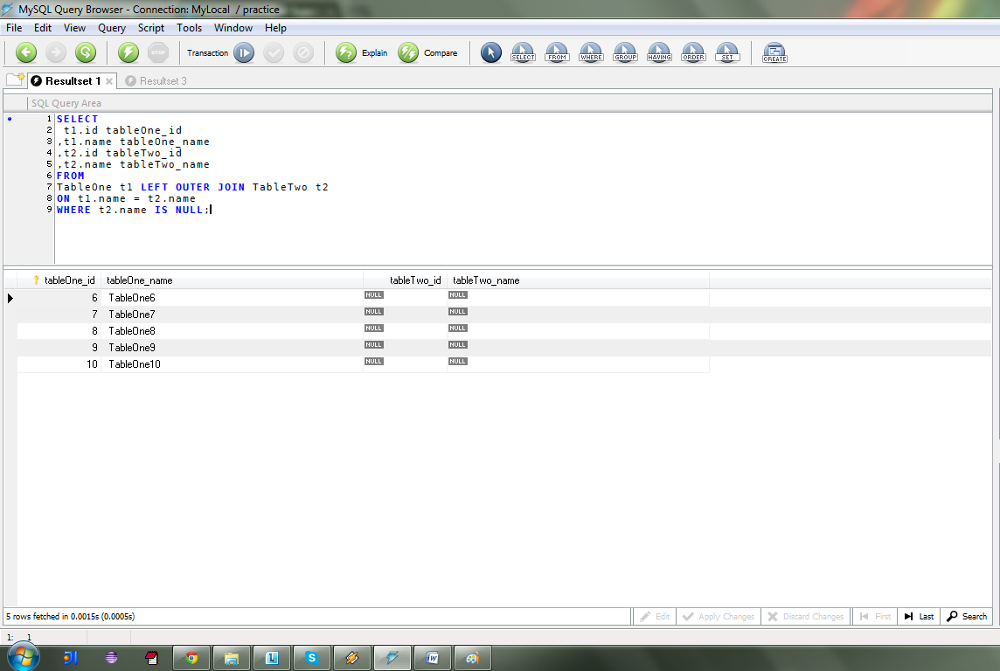 MySQL Query Browser - Connection: MyLocal / practice
File Edit View Query Script Tools Window Help
STOP Transaction Explain Compare SELECT FROM WHERE GROUP HAVING ORDER SET CREATE
Resultset 1 Resultset 3
SQL Query Area
1 SELECT
2 t1.id tableOne_id
3 ,t1.name tableOne_name
4 ,t2.id tableTwo_id
5 ,t2.name tableTwo_name
6 FROM
7 TableOne t1 LEFT OUTER JOIN TableTwo t2
8 ON t1.name = t2.name
9 WHERE t2.name IS NULL;
tableOne_id tableOne_name tableTwo_id tableTwo_name
6 TableOne6 NULL NULL
7 TableOne7 NULL NULL
8 TableOne8 NULL NULL
9 TableOne9 NULL NULL
10 TableOne10 NULL NULL
5 rows fetched in 0.0015s (0.0005s) Edit Apply Changes Discard Changes First Last Search
1: 1